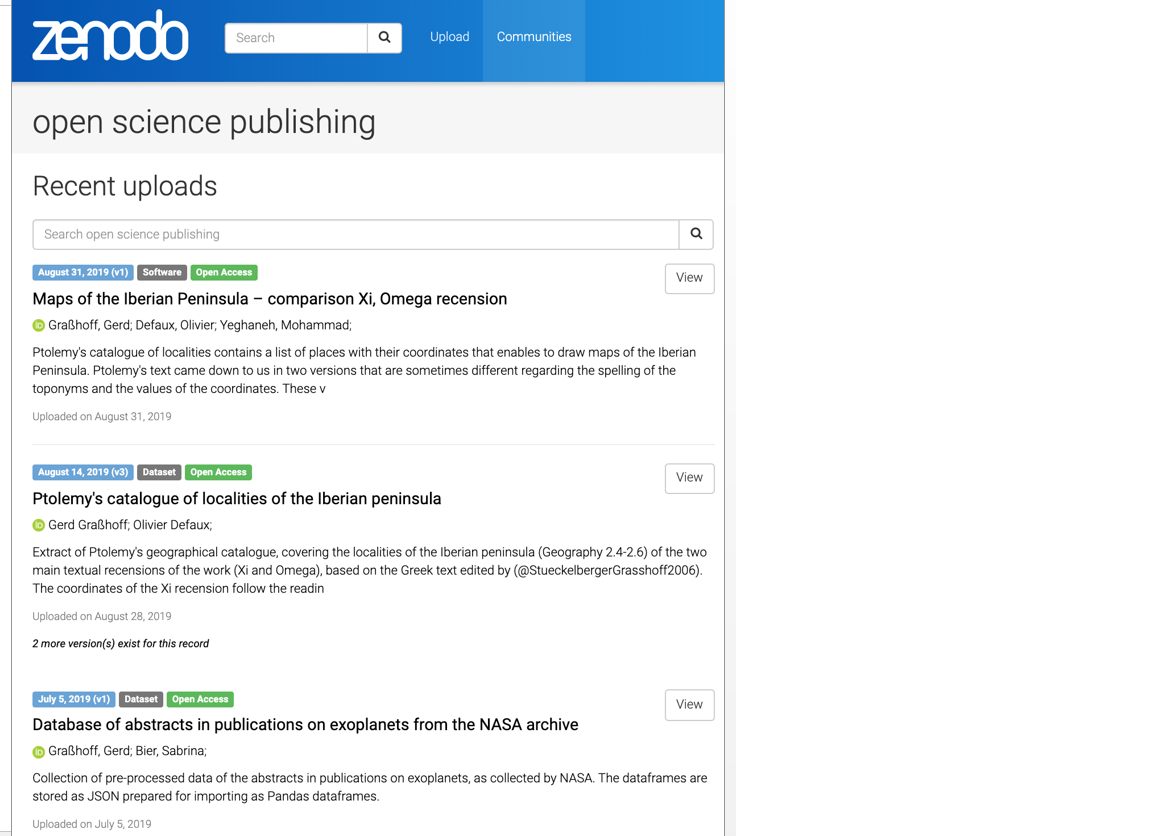 zenodo
Search
Upload
Communities
open science publishing
Recent uploads
Search open science publishing
August 31, 2019 (v1) Software Open Access
View
Maps of the Iberian Peninsula – comparison Xi, Omega recension
iD Graßhoff, Gerd; Defaux, Olivier; Yeghaneh, Mohammad;
Ptolemy's catalogue of localities contains a list of places with their coordinates that enables to draw maps of the Iberian
Peninsula. Ptolemy's text came down to us in two versions that are sometimes different regarding the spelling of the
toponyms and the values of the coordinates. These v
Uploaded on August 31, 2019
August 14, 2019 (v3) Dataset Open Access
View
Ptolemy's catalogue of localities of the Iberian peninsula
iD Gerd Graßhoff; Olivier Defaux;
Extract of Ptolemy's geographical catalogue, covering the localities of the Iberian peninsula (Geography 2.4-2.6) of the two
main textual recensions of the work (Xi and Omega), based on the Greek text edited by (@StueckelbergerGrasshoff2006).
The coordinates of the Xi recension follow the readin
Uploaded on August 28, 2019
2 more version(s) exist for this record
July 5, 2019 (v1) Dataset Open Access
View
Database of abstracts in publications on exoplanets from the NASA archive
iD Graßhoff, Gerd; Bier, Sabrina;
Collection of pre-processed data of the abstracts in publications on exoplanets, as collected by NASA. The dataframes are
stored as JSON prepared for importing as Pandas dataframes.
Uploaded on July 5, 2019